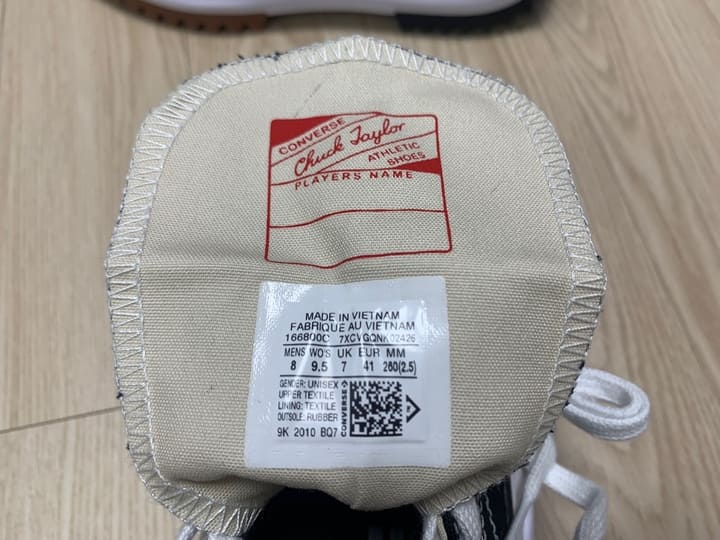 CONVERSE
Chuck Taylor
ATHLETIC
SHOES
PLAYERS NAME
MADE IN VIETNAM
FABRIQUE AU VIETNAM
166800C 7XCVGQNK02426
MENS WO'S UK EUR MM
8 9.5 7 41 260(2.5)
GENDER: UNISEX
UPPER TEXTILE
LINING: TEXTILE
OUTSOLE: RUBBER
9K 2010 BQ7
CONVERSE